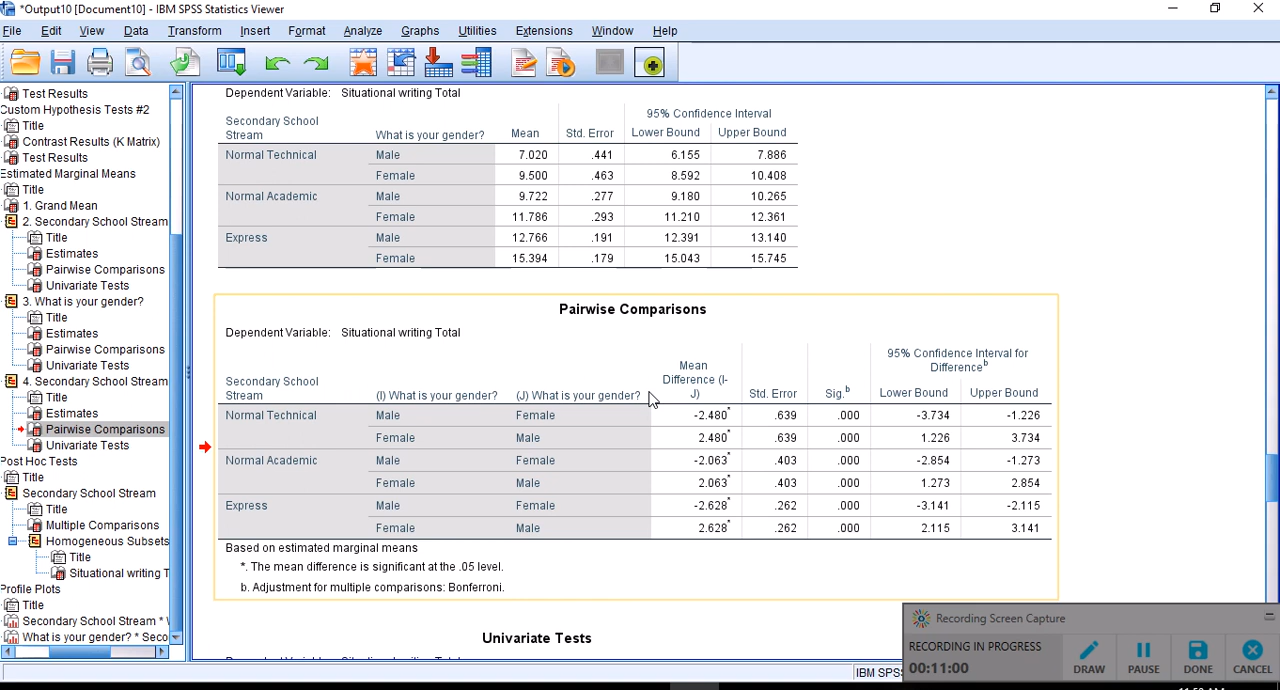 *Output10 [Document10] - IBM SPSS Statistics Viewer
File Edit View Data Transform Insert Format Analyze Graphs Utilities Extensions Window Help
Test Results
Custom Hypothesis Tests #2
Title
Contrast Results (K Matrix)
Test Results
Estimated Marginal Means
Title
1. Grand Mean
2. Secondary School Stream
Title
Estimates
Pairwise Comparisons
Univariate Tests
3. What is your gender?
Title
Estimates
Pairwise Comparisons
Univariate Tests
4. Secondary School Stream
Title
Estimates
Pairwise Comparisons
Univariate Tests
Post Hoc Tests
Title
Secondary School Stream
Title
Multiple Comparisons
Homogeneous Subsets
Title
Situational writing T
Profile Plots
Title
Secondary School Stream *
What is your gender? * Seco
Dependent Variable: Situational writing Total
95% Confidence Interval
Secondary School
Stream What is your gender? Mean Std. Error Lower Bound Upper Bound
Normal Technical Male 7.020 .441 6.155 7.886
Female 9.500 .463 8.592 10.408
Normal Academic Male 9.722 .277 9.180 10.265
Female 11.786 .293 11.210 12.361
Express Male 12.766 .191 12.391 13.140
Female 15.394 .179 15.043 15.745
Pairwise Comparisons
Dependent Variable: Situational writing Total
95% Confidence Interval for
Differenceb
Secondary School
Stream (I) What is your gender? (J) What is your gender? Mean Difference (I-J) Std. Error Sig.b Lower Bound Upper Bound
Normal Technical Male Female -2.480* .639 .000 -3.734 -1.226
Female Male 2.480* .639 .000 1.226 3.734
Normal Academic Male Female -2.063* .403 .000 -2.854 -1.273
Female Male 2.063* .403 .000 1.273 2.854
Express Male Female -2.628* .262 .000 -3.141 -2.115
Female Male 2.628* .262 .000 2.115 3.141
Based on estimated marginal means
*. The mean difference is significant at the .05 level.
b. Adjustment for multiple comparisons: Bonferroni.
Univariate Tests
Recording Screen Capture
RECORDING IN PROGRESS
00:11:00
DRAW PAUSE DONE CANCEL
IBM SPSS